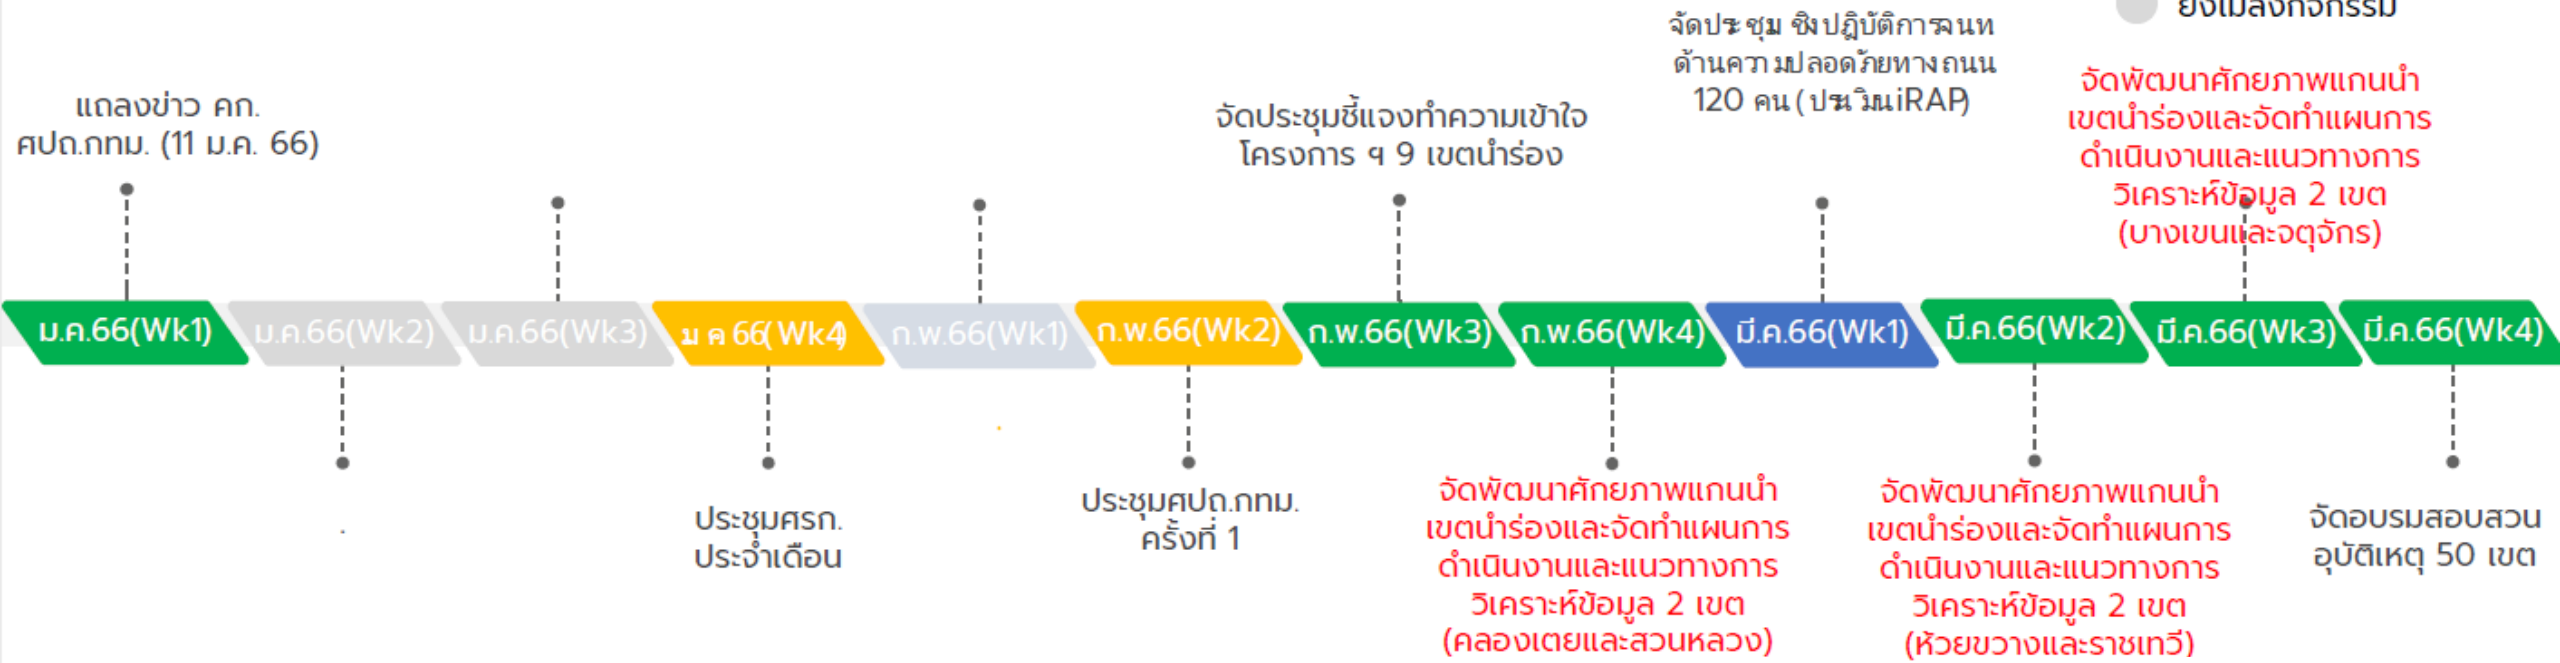 ยังไม่ลงกิจกรรม
จัดประชุม ชิงปฎิบัติการจนท
ด้านความปลอดภัยทางถนน
120 คน (ประเมินiRAP)
จัดพัฒนาศักยภาพแกนนำ
เขตนำร่องและจัดทำแผนการ
ดำเนินงานและแนวทางการ
วิเคราะห์ข้อมูล 2 เขต
(บางเขนและจตุจักร)
แถลงข่าว คก.
ศปถ.กทม. (11 ม.ค. 66)
จัดประชุมชี้แจงทำความเข้าใจ
โครงการ ฯ 9 เขตนำร่อง
ม.ค.66(Wk1)
ม.ค.66(Wk2)
ม.ค.66(Wk3)
ม ค 66(Wk4)
ก.พ.66(Wk1)
ก.พ.66(Wk2)
ก.พ.66(Wk3)
ก.พ.66(Wk4)
มี.ค.66(Wk1)
มี.ค.66(Wk2)
มี.ค.66(Wk3)
มี.ค.66(Wk4)
.
ประชุมศรก.
ประจำเดือน
ประชุมศปถ.กทม.
ครั้งที่ 1
จัดพัฒนาศักยภาพแกนนำ
เขตนำร่องและจัดทำแผนการ
ดำเนินงานและแนวทางการ
วิเคราะห์ข้อมูล 2 เขต
(คลองเตยและสวนหลวง)
จัดพัฒนาศักยภาพแกนนำ
เขตนำร่องและจัดทำแผนการ
ดำเนินงานและแนวทางการ
วิเคราะห์ข้อมูล 2 เขต
(ห้วยขวางและราชเทวี)
จัดอบรมสอบสวน
อุบัติเหตุ 50 เขต